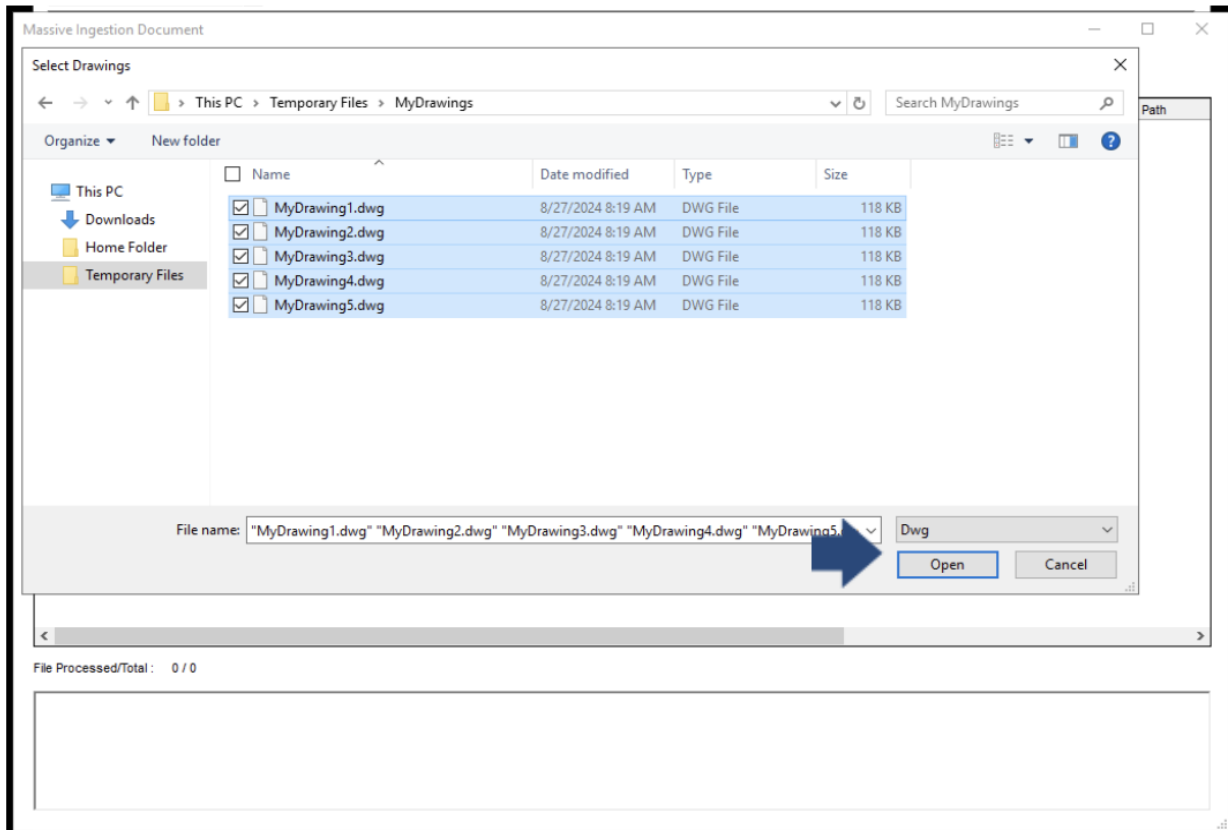 Massive Ingestion Document
Select Drawings
This PC > Temporary Files > MyDrawings
Search MyDrawings
Path
Organize
New folder
Name
Date modified
Type
Size
This PC
Downloads
Home Folder
Temporary Files
MyDrawing1.dwg 8/27/2024 8:19 AM DWG File 118 KB
MyDrawing2.dwg 8/27/2024 8:19 AM DWG File 118 KB
MyDrawing3.dwg 8/27/2024 8:19 AM DWG File 118 KB
MyDrawing4.dwg 8/27/2024 8:19 AM DWG File 118 KB
MyDrawing5.dwg 8/27/2024 8:19 AM DWG File 118 KB
File name: "MyDrawing1.dwg" "MyDrawing2.dwg" "MyDrawing3.dwg" "MyDrawing4.dwg" "MyDrawing5.
Dwg
Open
Cancel
File Processed/Total : 0 / 0